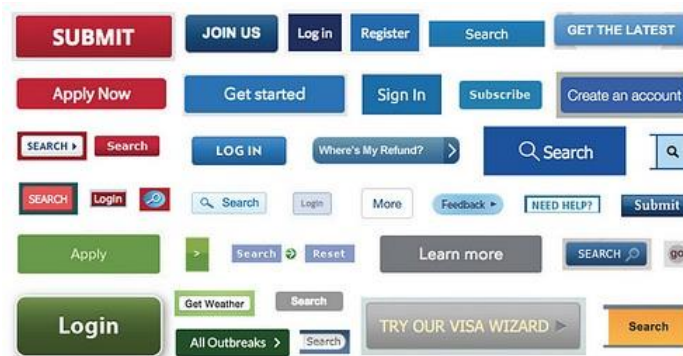 SUBMIT
JOIN US
Log in
Register
Search
GET THE LATEST
Apply Now
Get started
Sign In
Subscribe
Create an account
SEARCH
Search
LOG IN
Where's My Refund?
Search
SEARCH
Login
Search
Login
More
Feedback
NEED HELP?
Submit
Apply
>
Search
Reset
Learn more
SEARCH
go
Login
Get Weather
Search
All Outbreaks >
Search
TRY OUR VISA WIZARD
Search